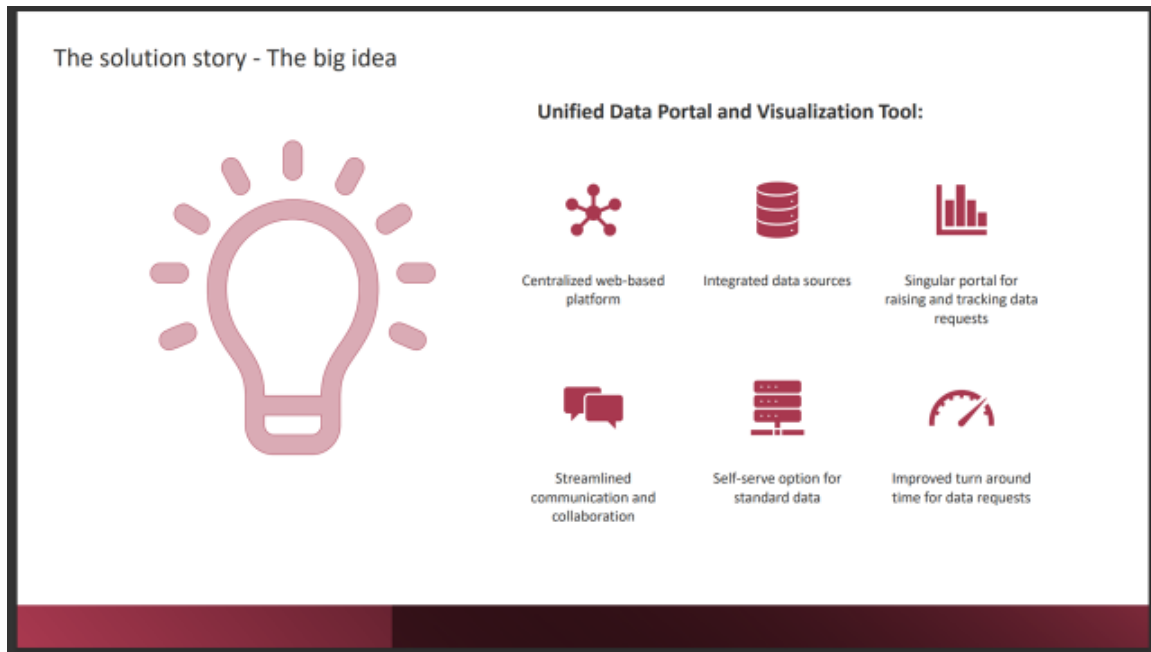 The solution story - The big idea
Unified Data Portal and Visualization Tool:
Centralized web-based
platform
Integrated data sources
Singular portal for
raising and tracking data
requests
Streamlined
communication and
collaboration
Self-serve option for
standard data
Improved turn around
time for data requests